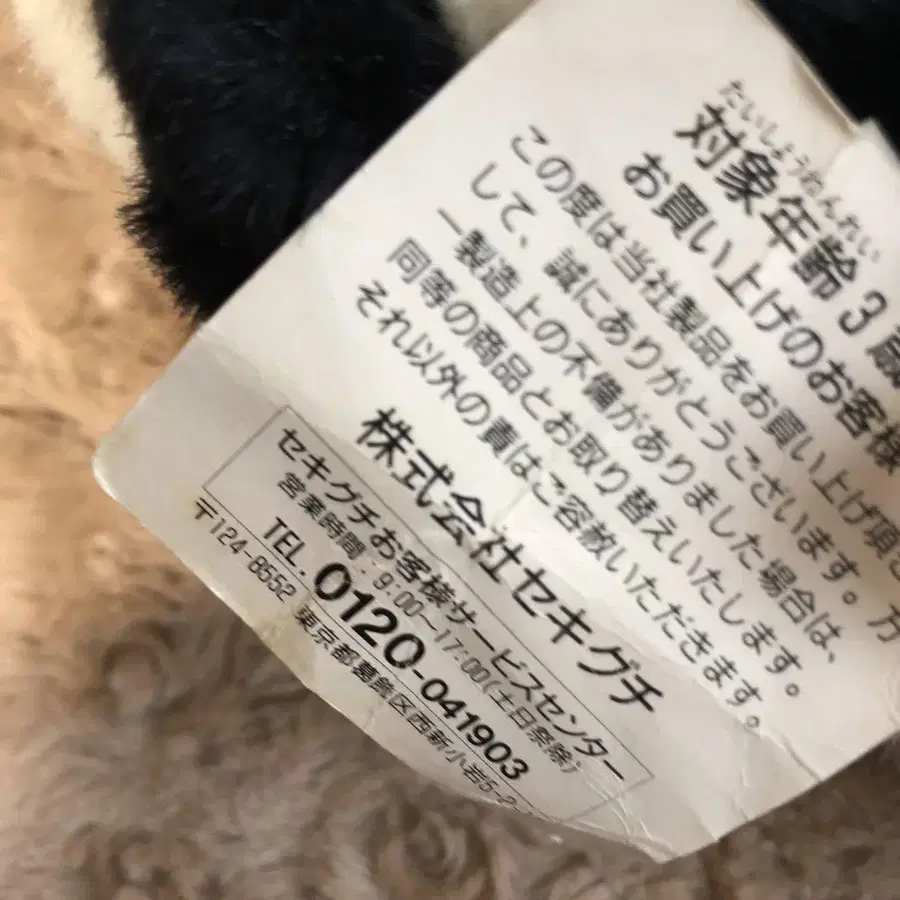 たいしょうねんれい
対象年齢3歳
お買い上げのお客様
この度は当社製品をお買い上げ頂き
して、誠にありがとうございます。万
一製造上の不備がありました場合は、
同等の商品とお取り替えいたします。
それ以外の責はご容赦いただきます。
株式会社セキグチ
セキグチお客様サービスセンター
営業時間:9:00〜17:00(土日祭除)
TEL. 0120-041903
〒124-8552 東京都葛飾区西新小岩5-2